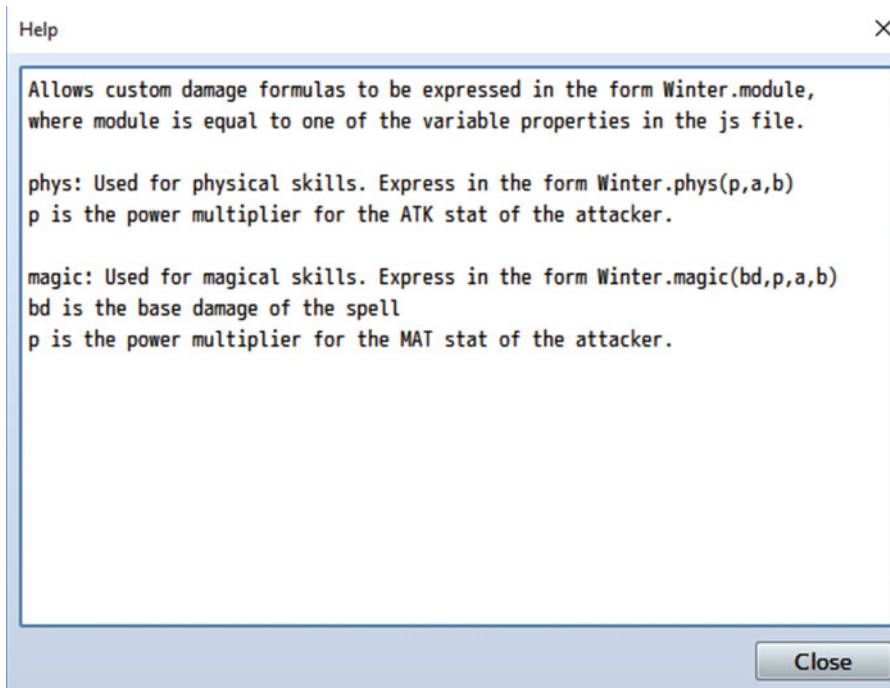 Help
Allows custom damage formulas to be expressed in the form Winter.module,
where module is equal to one of the variable properties in the js file.
phys: Used for physical skills. Express in the form Winter.phys(p,a,b)
p is the power multiplier for the ATK stat of the attacker.
magic: Used for magical skills. Express in the form Winter.magic(bd,p,a,b)
bd is the base damage of the spell
p is the power multiplier for the MAT stat of the attacker.
Close